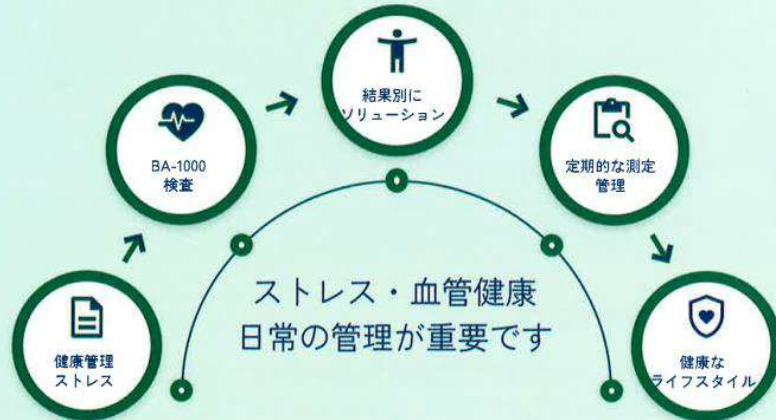 結果別に
ソリューション
BA-1000
検査
定期的な測定
管理
ストレス・血管健康
日常の管理が重要です
健康管理
ストレス
健康な
ライフスタイル